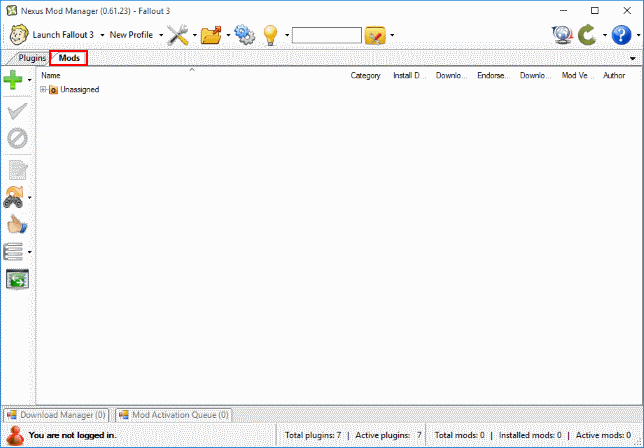 Nexus Mod Manager (0.61.23) - Fallout 3
Launch Fallout 3 New Profile
Plugins Mods
Name Category Install D... Downlo... Endorse... Downlo... Mod Ve... Author
Unassigned
Download Manager (0) Mod Activation Queue (0)
You are not logged in. Total plugins: 7 | Active plugins: 7 Total mods: 0 | Installed mods: 0 | Active mods: 0